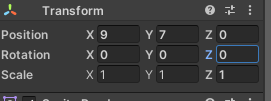 Transform
Position X 9 Y 7 Z 0
Rotation X 0 Y 0 Z 0
Scale X 1 Y 1 Z 1